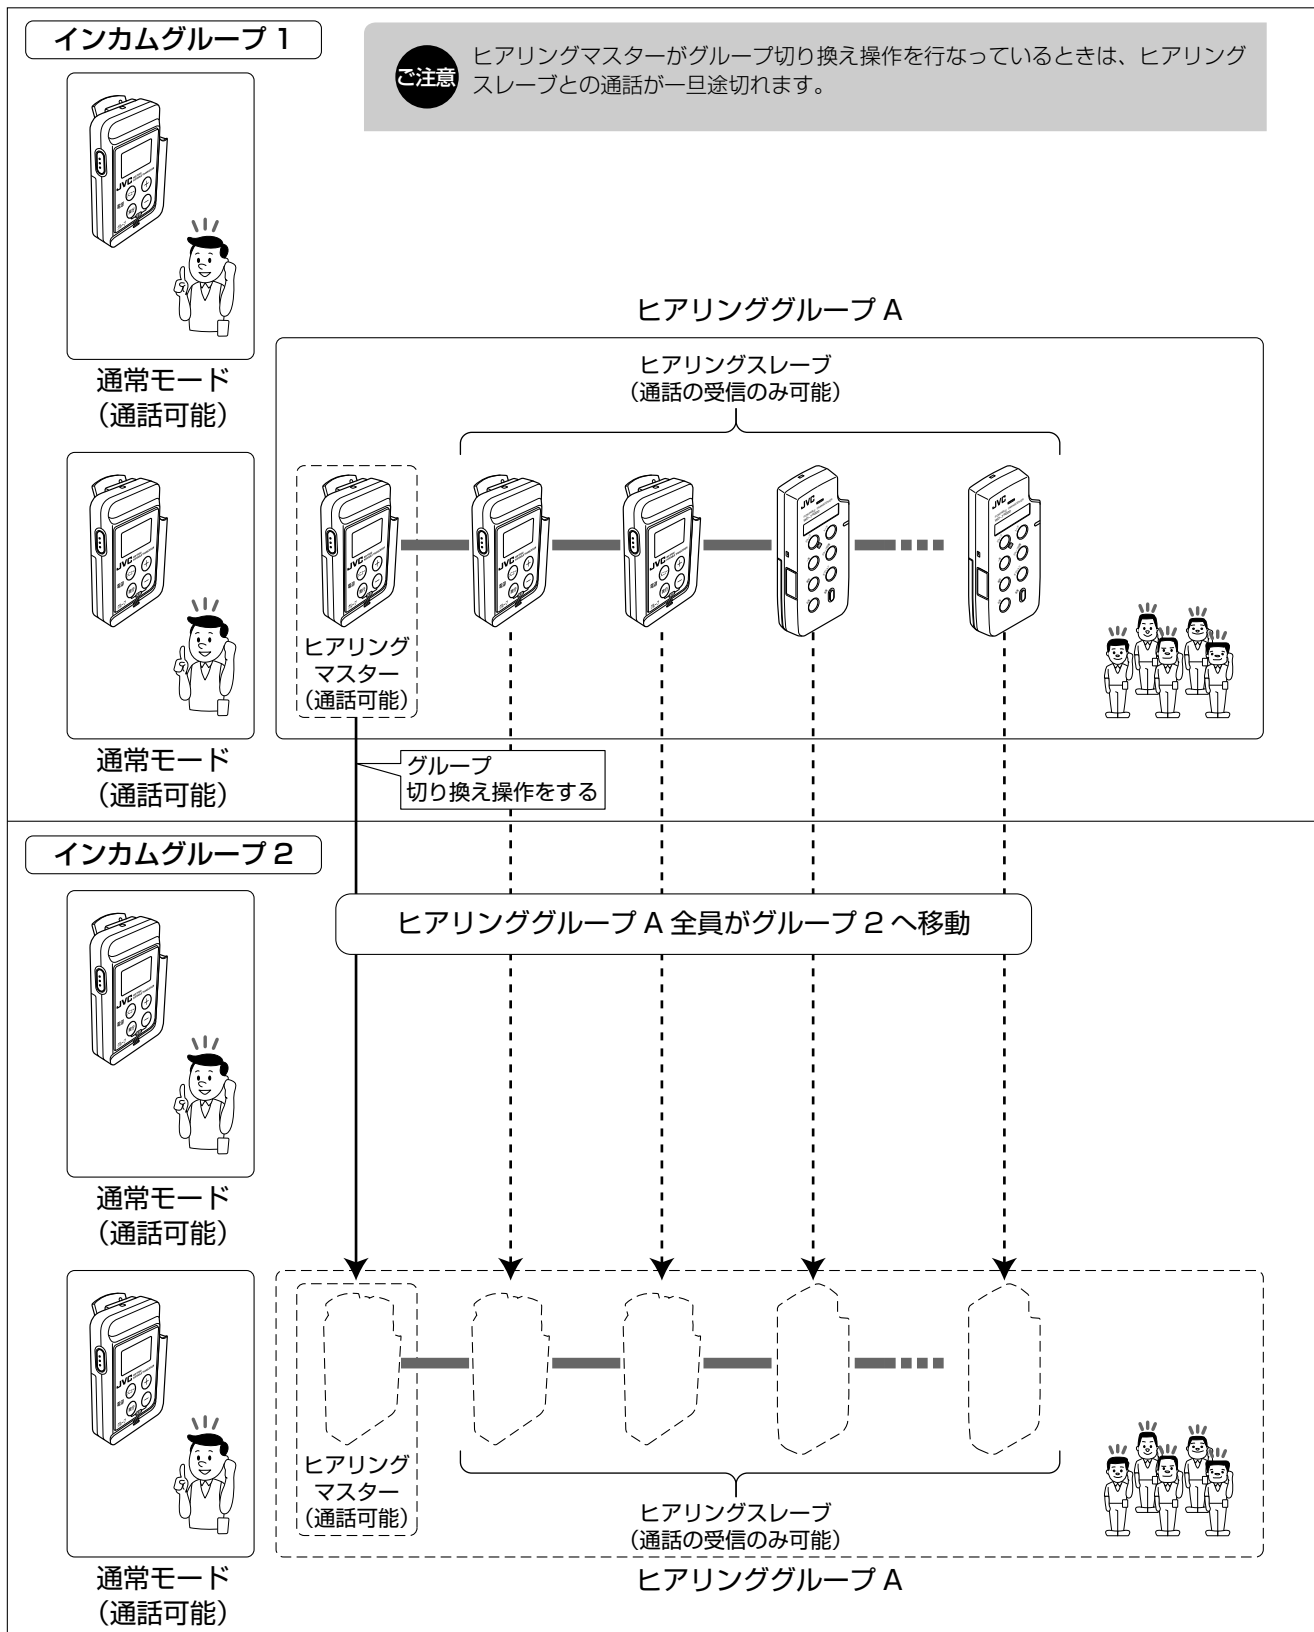 インカムグループ 1
ご注意
ヒアリングマスターがグループ切り換え操作を行なっているときは、ヒアリング
スレーブとの通話が一旦途切れます。
JVC
通常モード
（通話可能）
ヒアリンググループ A
ヒアリングスレーブ
（通話の受信のみ可能）
JVC
JVC
JVC
JVC
JVC
JVC
ヒアリング
マスター
（通話可能）
通常モード
（通話可能）
グループ
切り換え操作をする
インカムグループ 2
ヒアリンググループ A 全員がグループ 2 へ移動
JVC
通常モード
（通話可能）
JVC
ヒアリング
マスター
（通話可能）
ヒアリングスレーブ
（通話の受信のみ可能）
通常モード
（通話可能）
ヒアリンググループ A